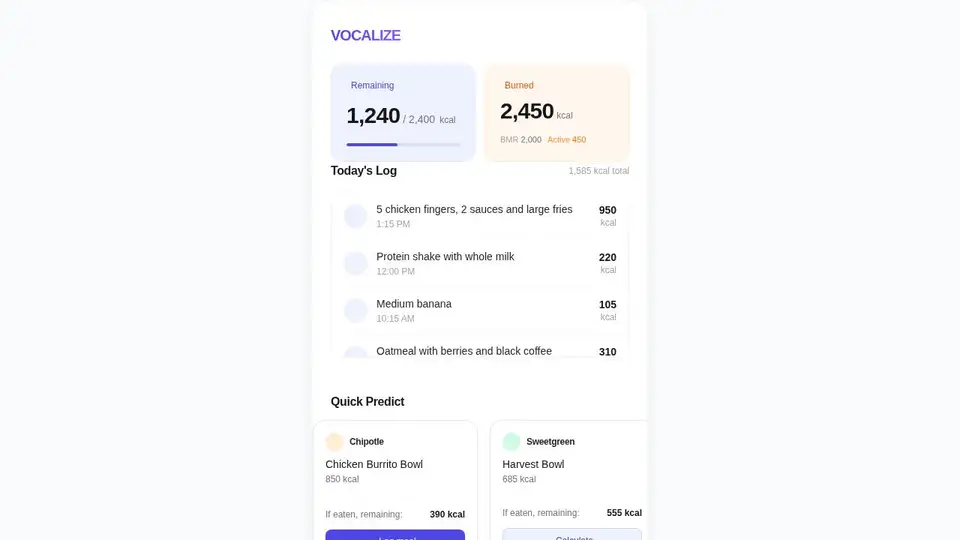 VOCALIZE
Remaining
1,240 / 2,400 kcal
Burned
2,450 kcal
BMR 2,000 Active 450
Today's Log
1,585 kcal total
5 chicken fingers, 2 sauces and large fries
950
1:15 PM
kcal
Protein shake with whole milk
220
12:00 PM
kcal
Medium banana
105
10:15 AM
kcal
Oatmeal with berries and black coffee
310
Quick Predict
Chipotle
Chicken Burrito Bowl
850 kcal
If eaten, remaining: 390 kcal
Sweetgreen
Harvest Bowl
685 kcal
If eaten, remaining: 555 kcal
Calculate